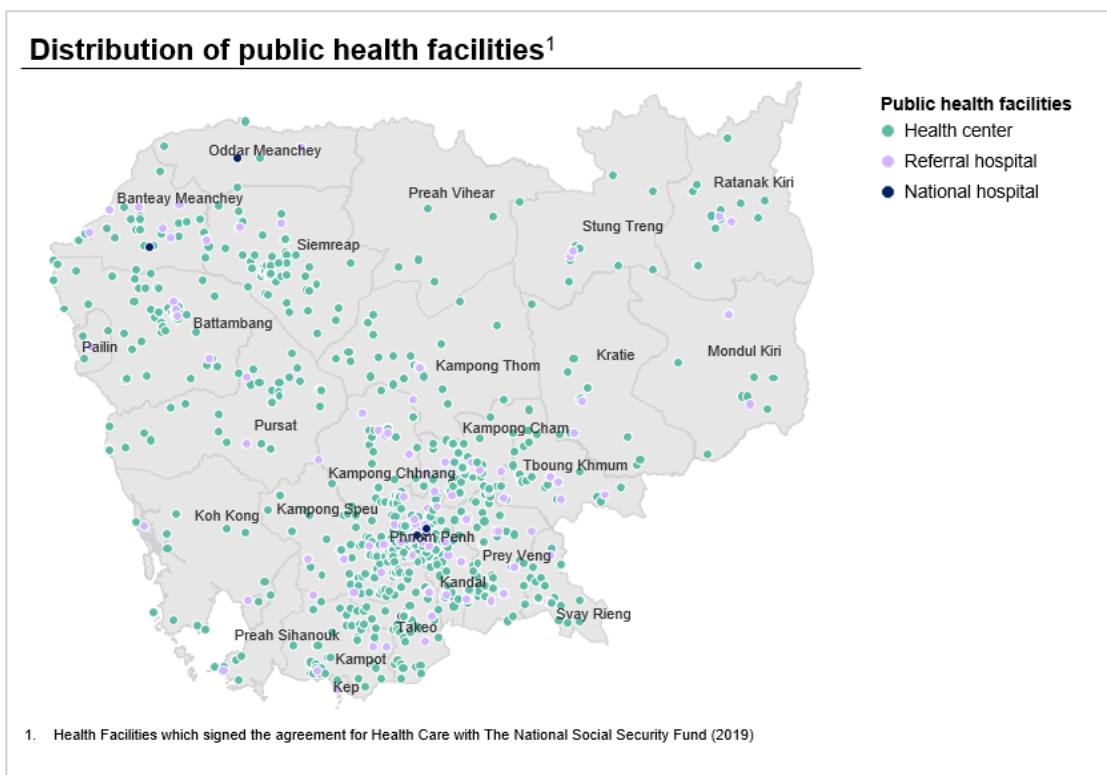 Distribution of public health facilities1
Public health facilities
Health center
Referral hospital
National hospital
Oddar Meanchey
Banteay Meanchey
Preah Vihear
Ratanak Kiri
Stung Treng
Siemreap
Battambang
Pailin
Kampong Thom
Kratie
Mondul Kiri
Pursat
Kampong Cham
Kampong Chhnang
Tboung Khmum
Koh Kong
Kampong Speu
Phnom Penh
Prey Veng
Kandal
Svay Rieng
Takeo
Preah Sihanouk
Kampot
Kep
1. Health Facilities which signed the agreement for Health Care with The National Social Security Fund (2019)